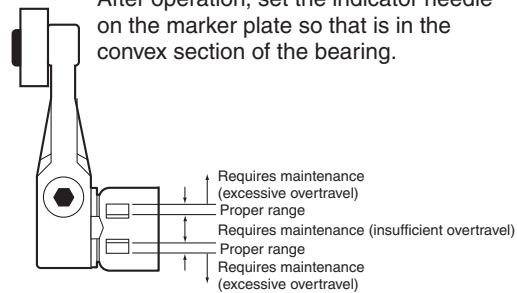 After operation, set the indicator needle
on the marker plate so that is in the
convex section of the bearing.
Requires maintenance
(excessive overtravel)
Proper range
Requires maintenance (insufficient overtravel)
Proper range
Requires maintenance
(excessive overtravel)